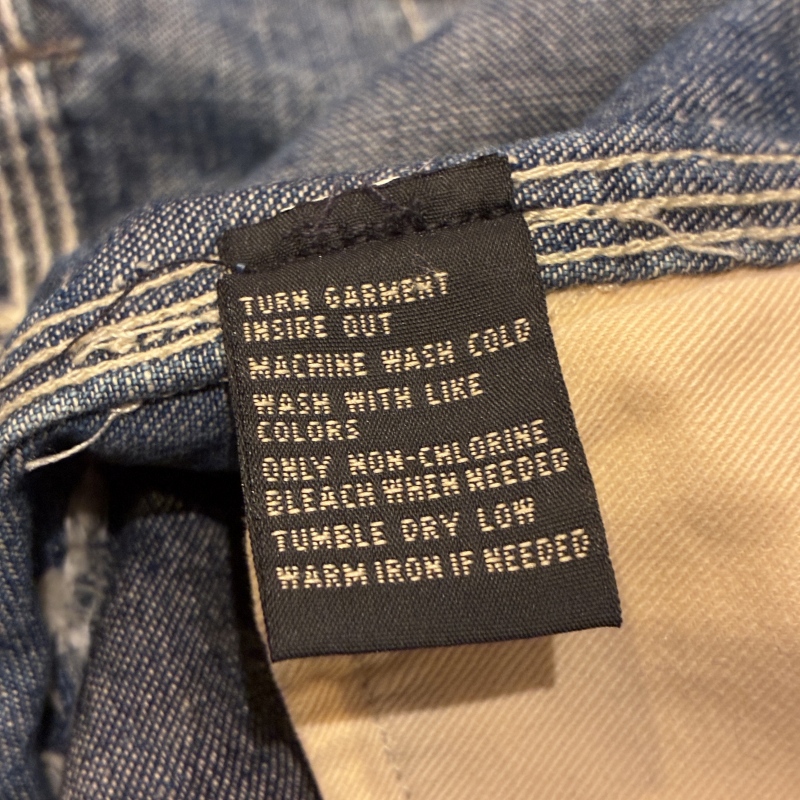 TURN GARMENT
INSIDE OUT
MACHINE WASH COLD
WASH WITH LIKE
COLORS
ONLY NON-CHLORINE
BLEACH WHEN NEEDED
TUMBLE DRY LOW
WARM IRON IF NEEDED